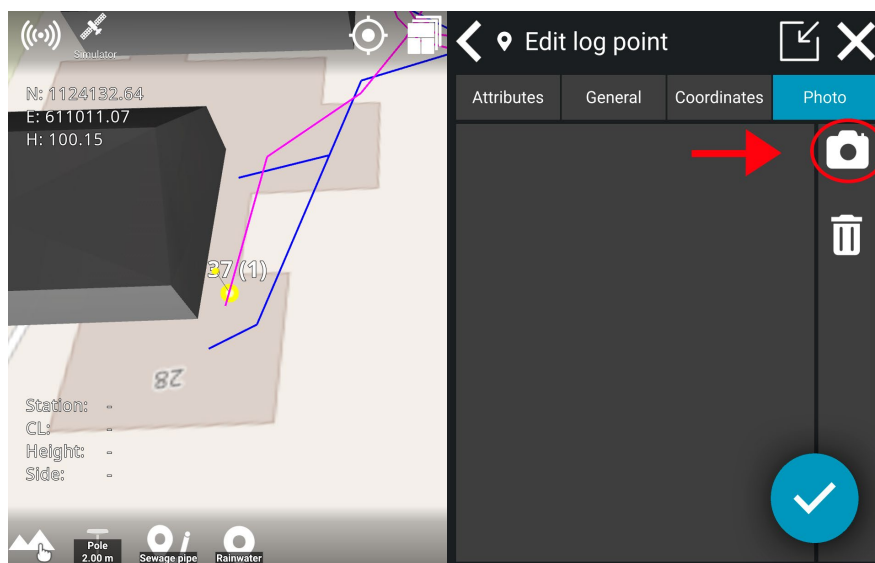 Simulator
N: 1124132.64
E: 611011.07
H: 100.15
37 (1)
28
Station: -
CL: -
Height: -
Side: -
Pole
2.00 m
Sewage pipe
Rainwater
Edit log point
Attributes General Coordinates Photo